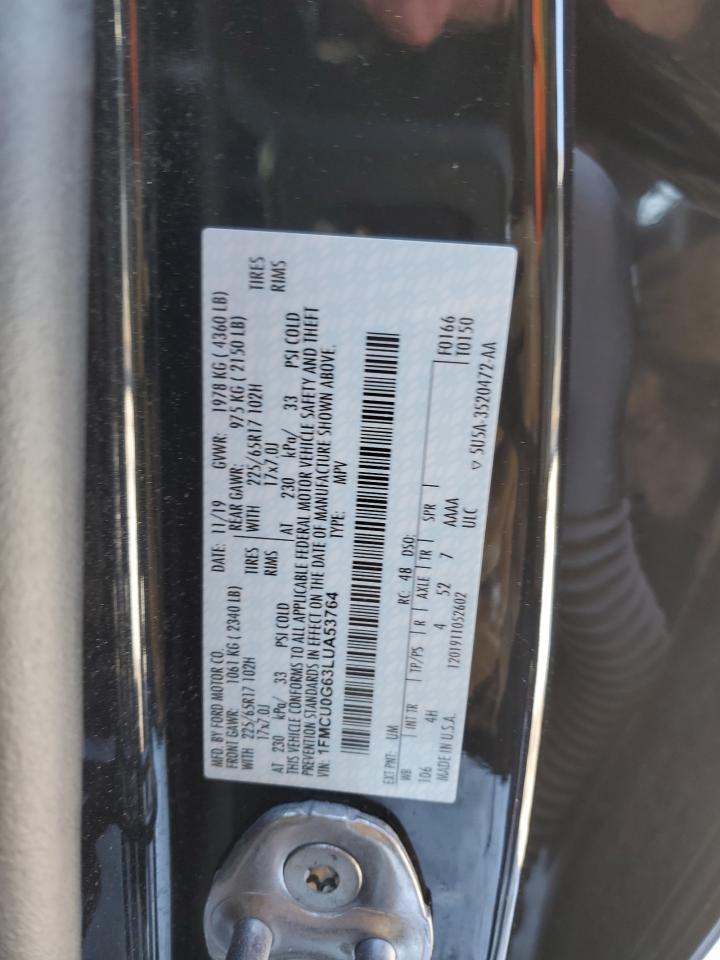 MFD. BY FORD MOTOR CO. DATE: 11/19 GVWR: 1978 KG ( 4360 LB)
FRONT GAWR: 1061 KG ( 2340 LB) REAR GAWR: 975 KG ( 2150 LB)
WITH 225/65R17 102H TIRES WITH 225/65R17 102H TIRES
17x7.0J RIMS 17x7.0J RIMS
AT 230 kPa/ 33 PSI COLD AT 230 kPa/ 33 PSI COLD
THIS VEHICLE CONFORMS TO ALL APPLICABLE FEDERAL MOTOR VEHICLE SAFETY AND THEFT
PREVENTION STANDARDS IN EFFECT ON THE DATE OF MANUFACTURE SHOWN ABOVE.
VIN: 1FMCU0G63LUA53764 TYPE: MPV
EXT PNT: UM RC: 48 DSO:
WB INT TR TP/PS R AXLE TR SPR F0166
106 4H 4 52 7 AAAA T0150
MADE IN U.S.A. 1201911052602 ULC
▽ 5U5A-3520472-AA